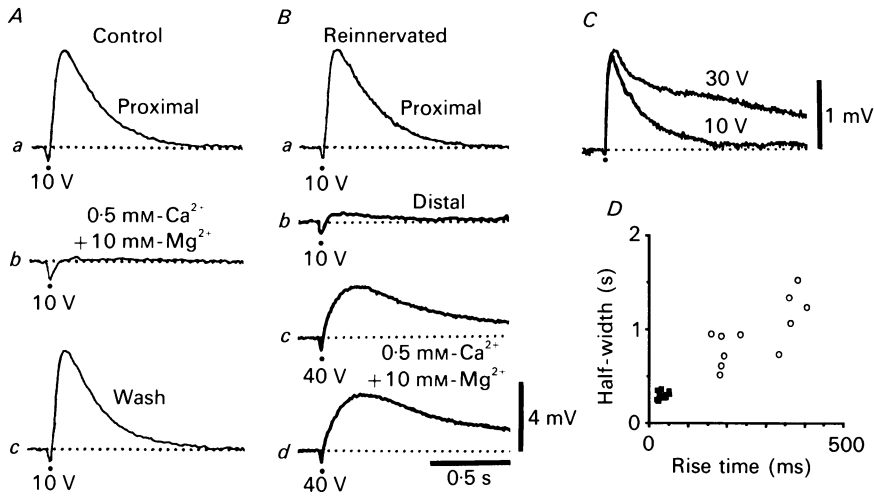 A
Control
Proximal
a
10 V
0·5 mM-Ca²⁺
+10 mM-Mg²⁺
b
10 V
Wash
c
10 V
B
Reinnervated
Proximal
a
10 V
Distal
b
10 V
c
40 V
0·5 mM-Ca²⁺
+10 mM-Mg²⁺
d
40 V
4 mV
0·5 s
C
30 V
10 V
1 mV
D
2
1
0
Half-width (s)
0
500
Rise time (ms)